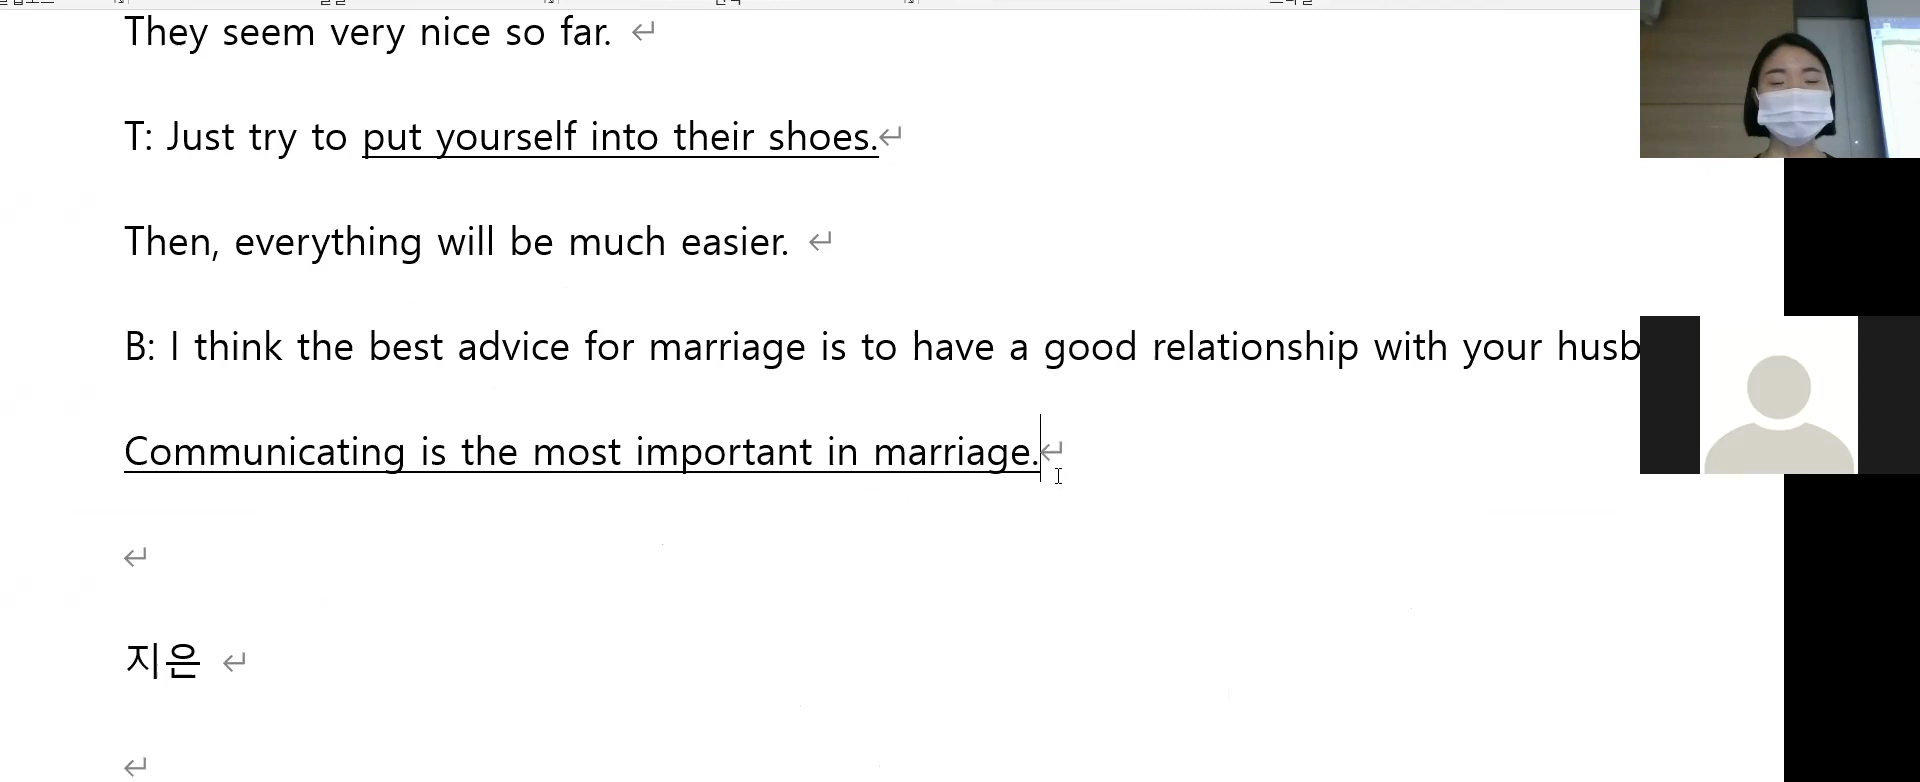 They seem very nice so far.
T: Just try to put yourself into their shoes.
Then, everything will be much easier.
B: I think the best advice for marriage is to have a good relationship with your husb
Communicating is the most important in marriage.
지은